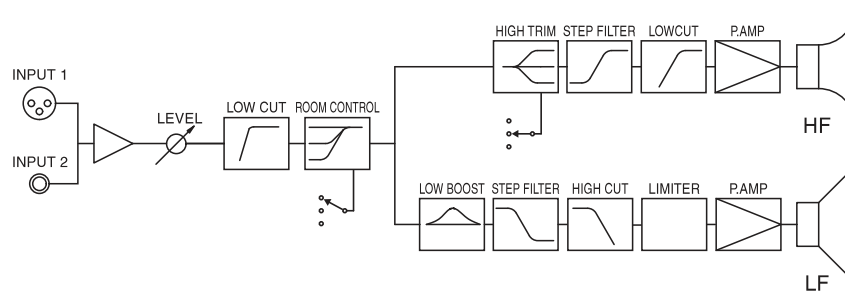 INPUT 1
INPUT 2
LEVEL
LOW CUT
ROOM CONTROL
HIGH TRIM
STEP FILTER
LOWCUT
P.AMP
HF
LOW BOOST
STEP FILTER
HIGH CUT
LIMITER
P.AMP
LF